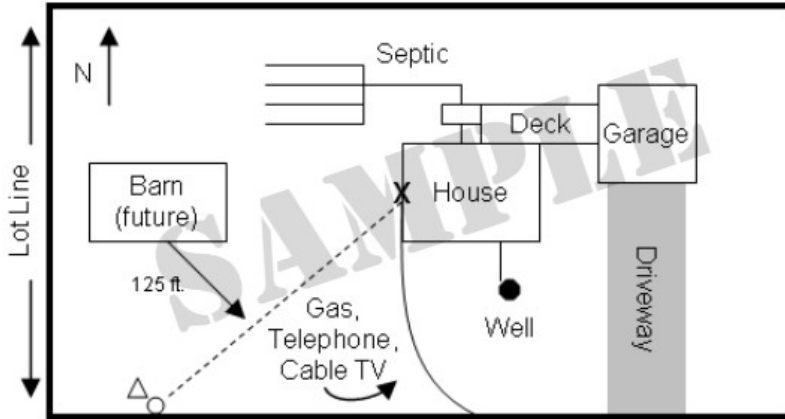 N
Septic
Deck
Garage
Lot Line
Barn
(future)
X
House
SAMPLE
125 ft.
Gas,
Telephone,
Cable TV
Well
Driveway